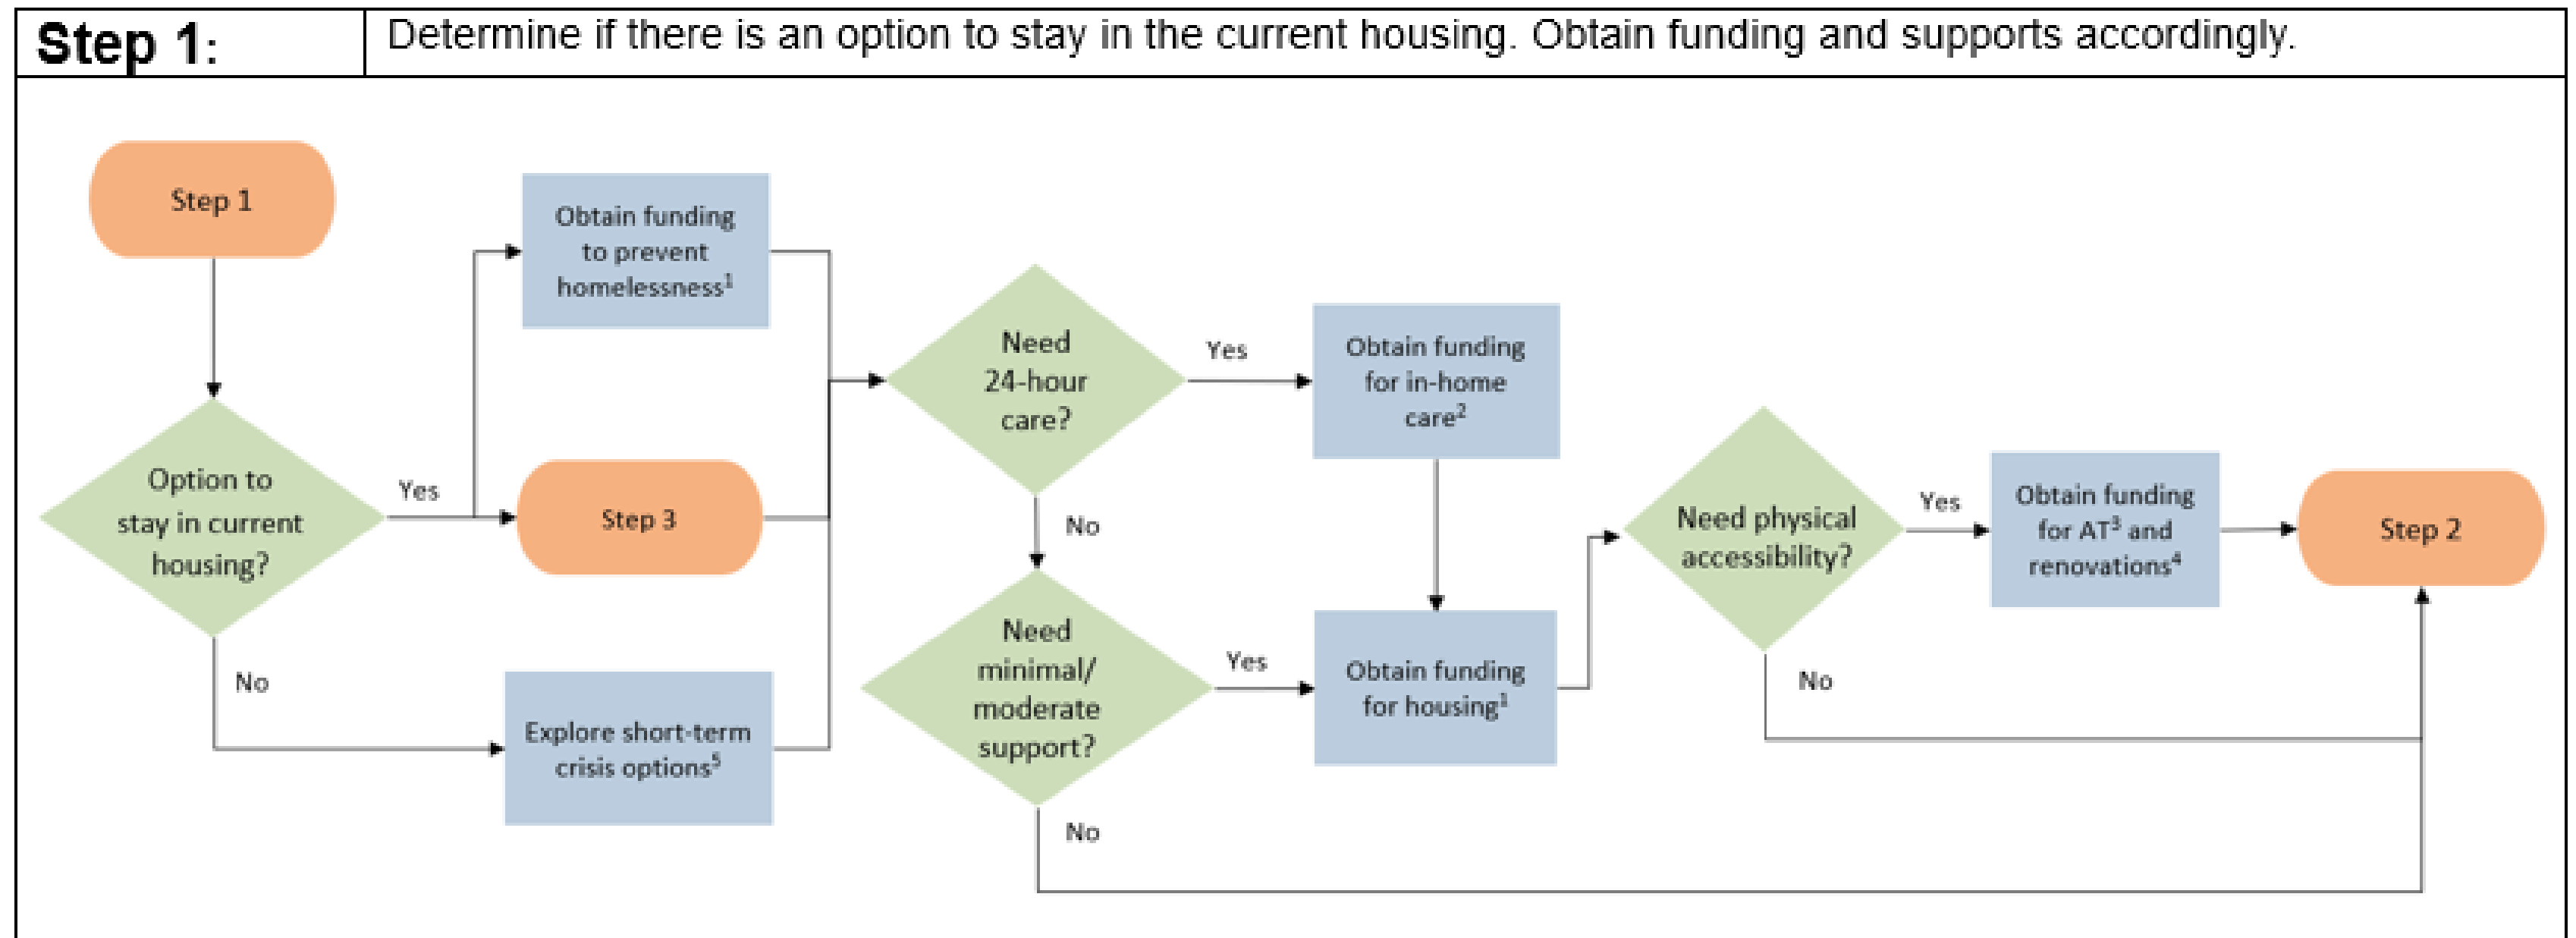 Step 1:
Determine if there is an option to stay in the current housing. Obtain funding and supports accordingly.
Step 1
Option to
stay in current
housing?
Yes
No
Obtain funding
to prevent
homelessness¹
Step 3
Explore short-term
crisis options⁵
Need
24-hour
care?
Yes
No
Need
minimal/
moderate
support?
Yes
No
Obtain funding
for in-home
care²
Obtain funding
for housing¹
Need physical
accessibility?
Yes
No
Obtain funding
for AT³ and
renovations⁴
Step 2